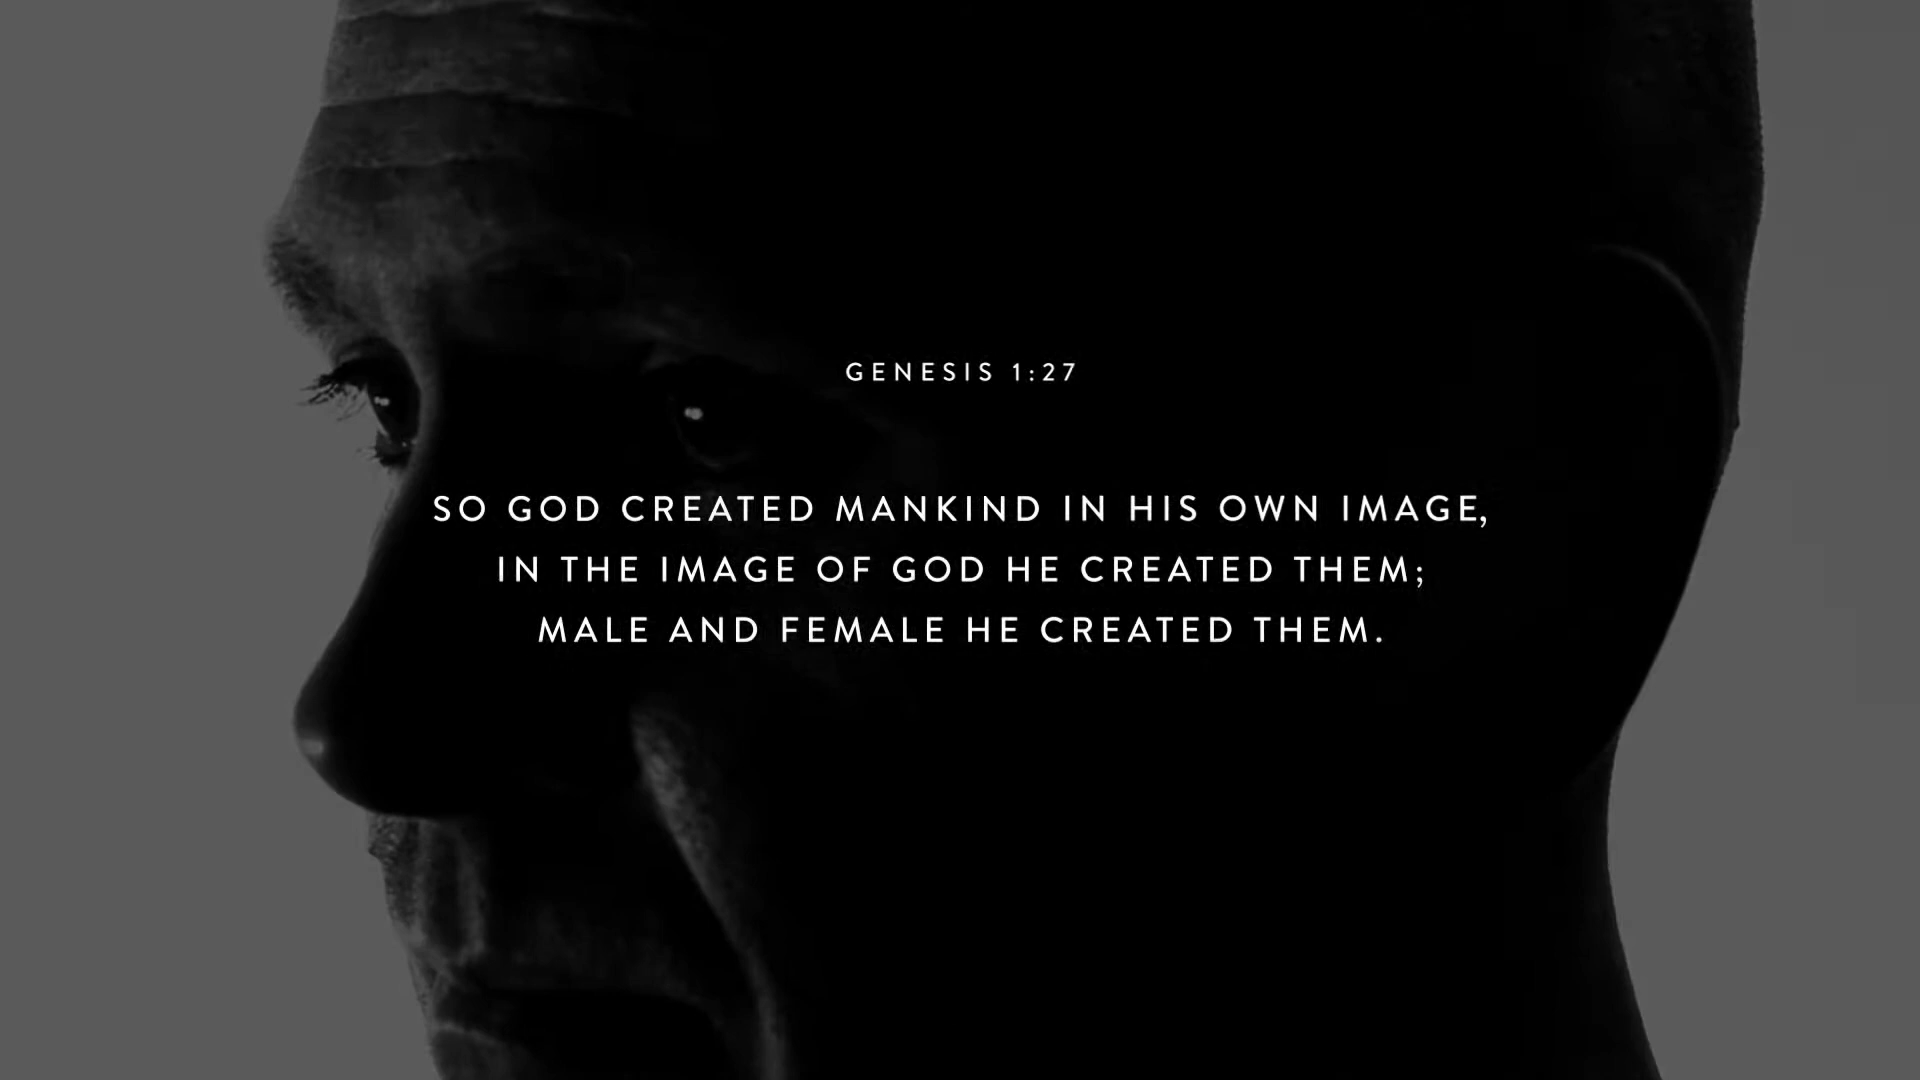 GENESIS 1:27
SO GOD CREATED MANKIND IN HIS OWN IMAGE,
IN THE IMAGE OF GOD HE CREATED THEM;
MALE AND FEMALE HE CREATED THEM.